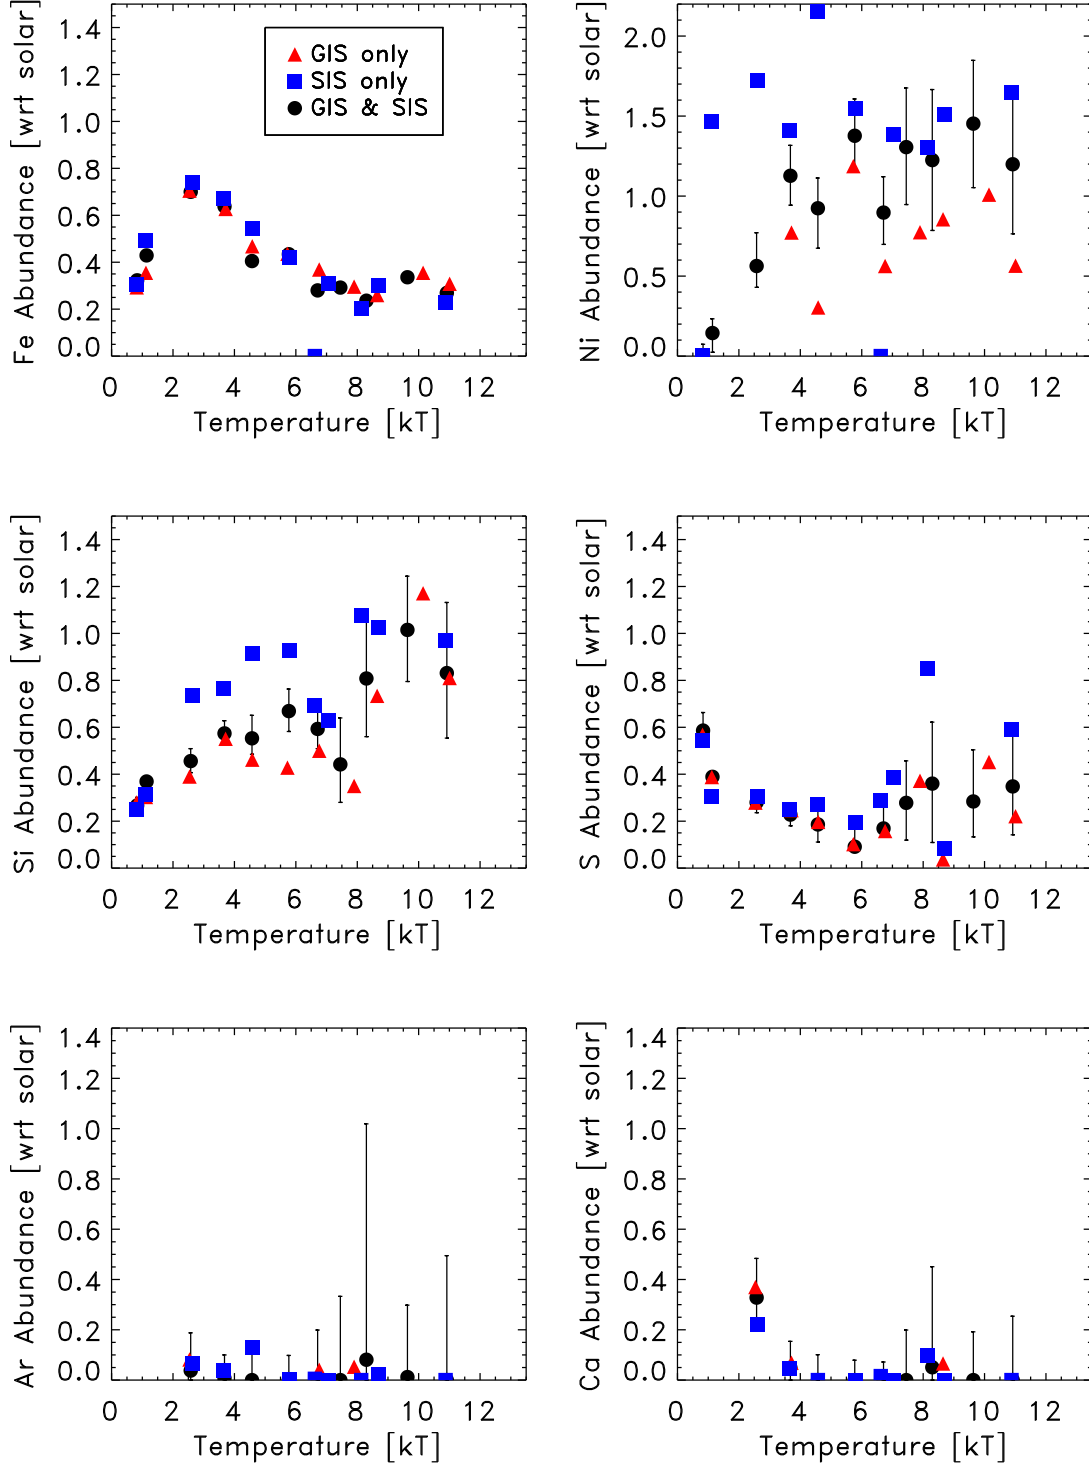 Fe Abundance [wrt solar]
1.4
1.2
1.0
0.8
0.6
0.4
0.2
0.0
0 2 4 6 8 10 12
Temperature [kT]
GIS only
SIS only
GIS & SIS
Ni Abundance [wrt solar]
2.0
1.5
1.0
0.5
0.0
0 2 4 6 8 10 12
Temperature [kT]
Si Abundance [wrt solar]
1.4
1.2
1.0
0.8
0.6
0.4
0.2
0.0
0 2 4 6 8 10 12
Temperature [kT]
S Abundance [wrt solar]
1.4
1.2
1.0
0.8
0.6
0.4
0.2
0.0
0 2 4 6 8 10 12
Temperature [kT]
Ar Abundance [wrt solar]
1.4
1.2
1.0
0.8
0.6
0.4
0.2
0.0
0 2 4 6 8 10 12
Temperature [kT]
Ca Abundance [wrt solar]
1.4
1.2
1.0
0.8
0.6
0.4
0.2
0.0
0 2 4 6 8 10 12
Temperature [kT]